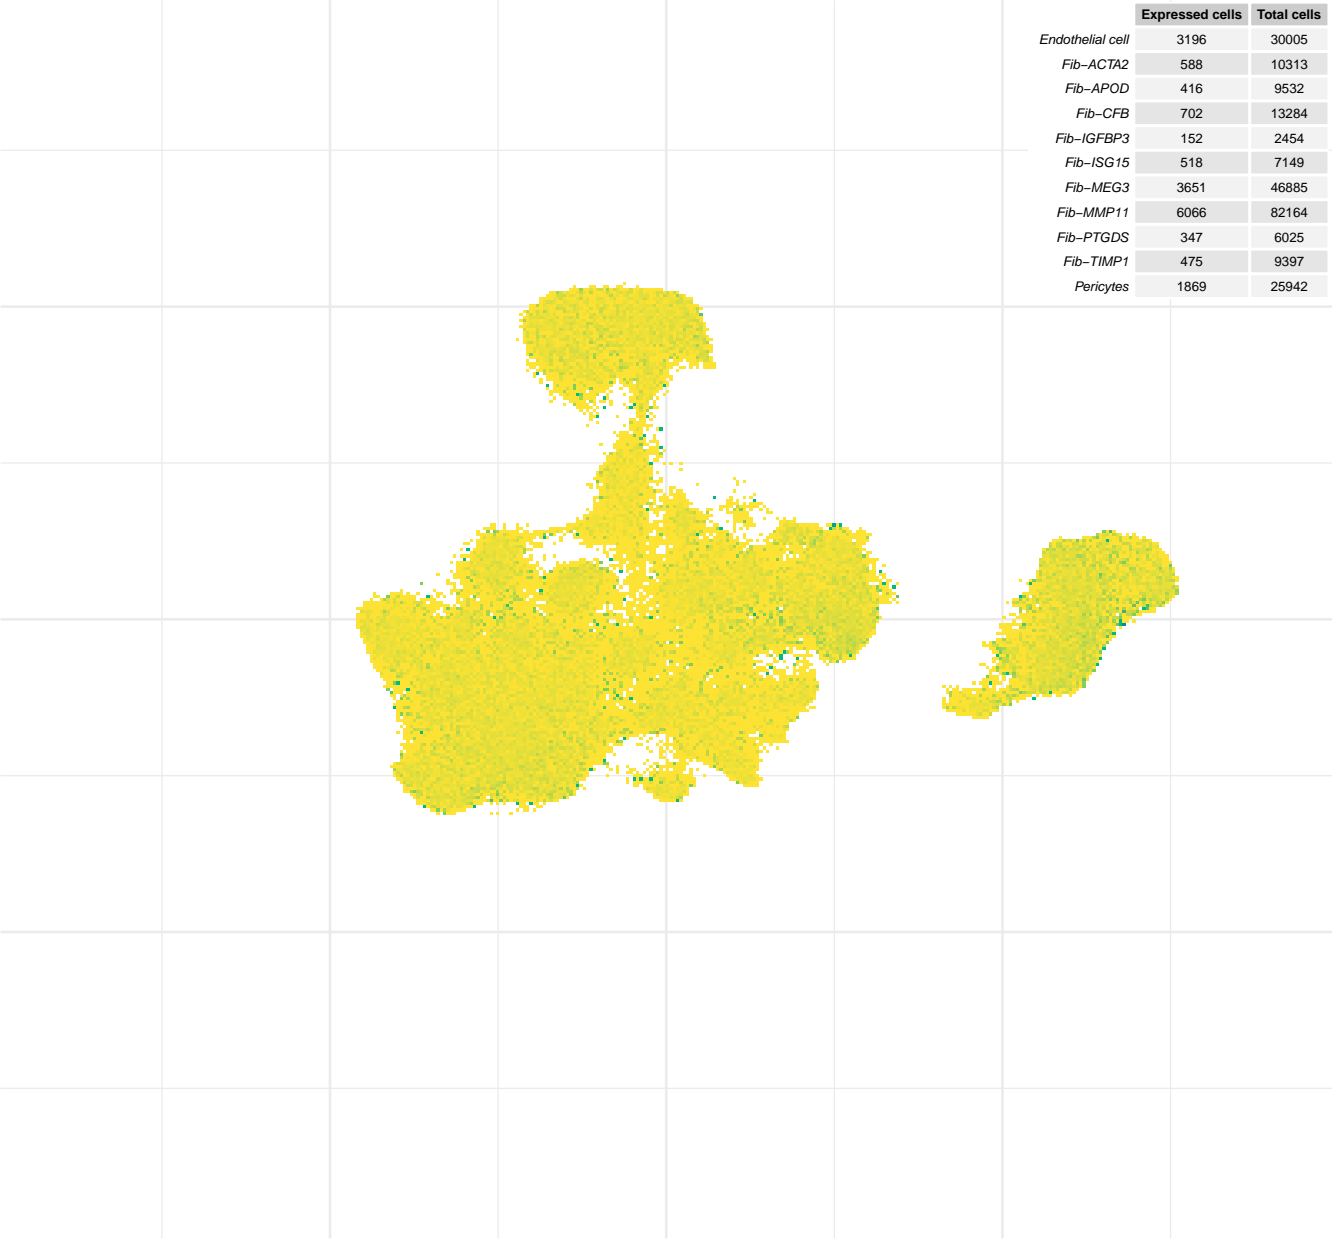 Expressed cells Total cells
Endothelial cell 3196 30005
Fib−ACTA2 588 10313
Fib−APOD 416 9532
Fib−CFB 702 13284
Fib−IGFBP3 152 2454
Fib−ISG15 518 7149
Fib−MEG3 3651 46885
Fib−MMP11 6066 82164
Fib−PTGDS 347 6025
Fib−TIMP1 475 9397
Pericytes 1869 25942